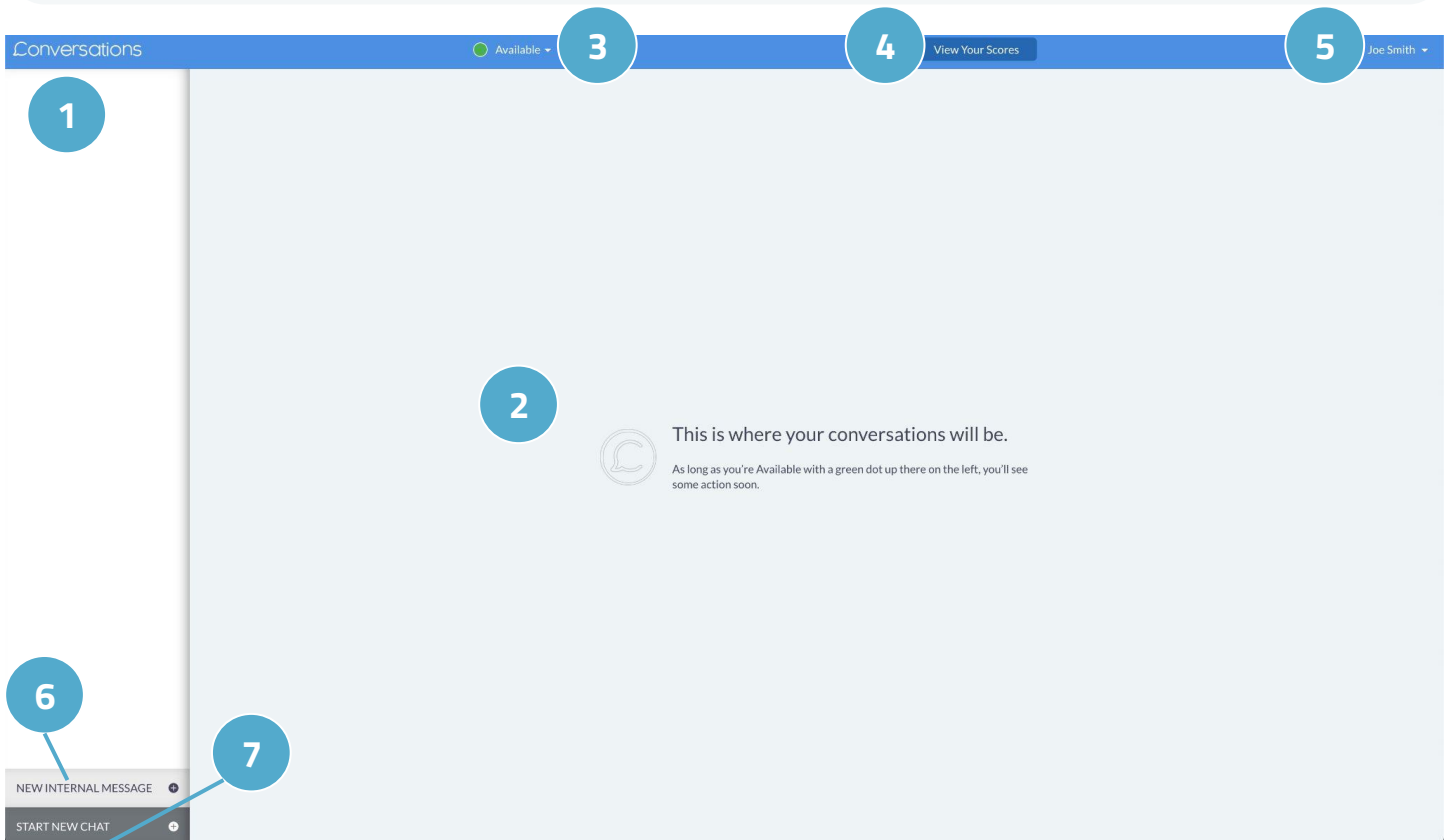 Conversations
Available
3
4
View Your Scores
5
Joe Smith
1
2
This is where your conversations will be.
As long as you're Available with a green dot up there on the left, you'll see
some action soon.
6
7
NEW INTERNAL MESSAGE
START NEW CHAT